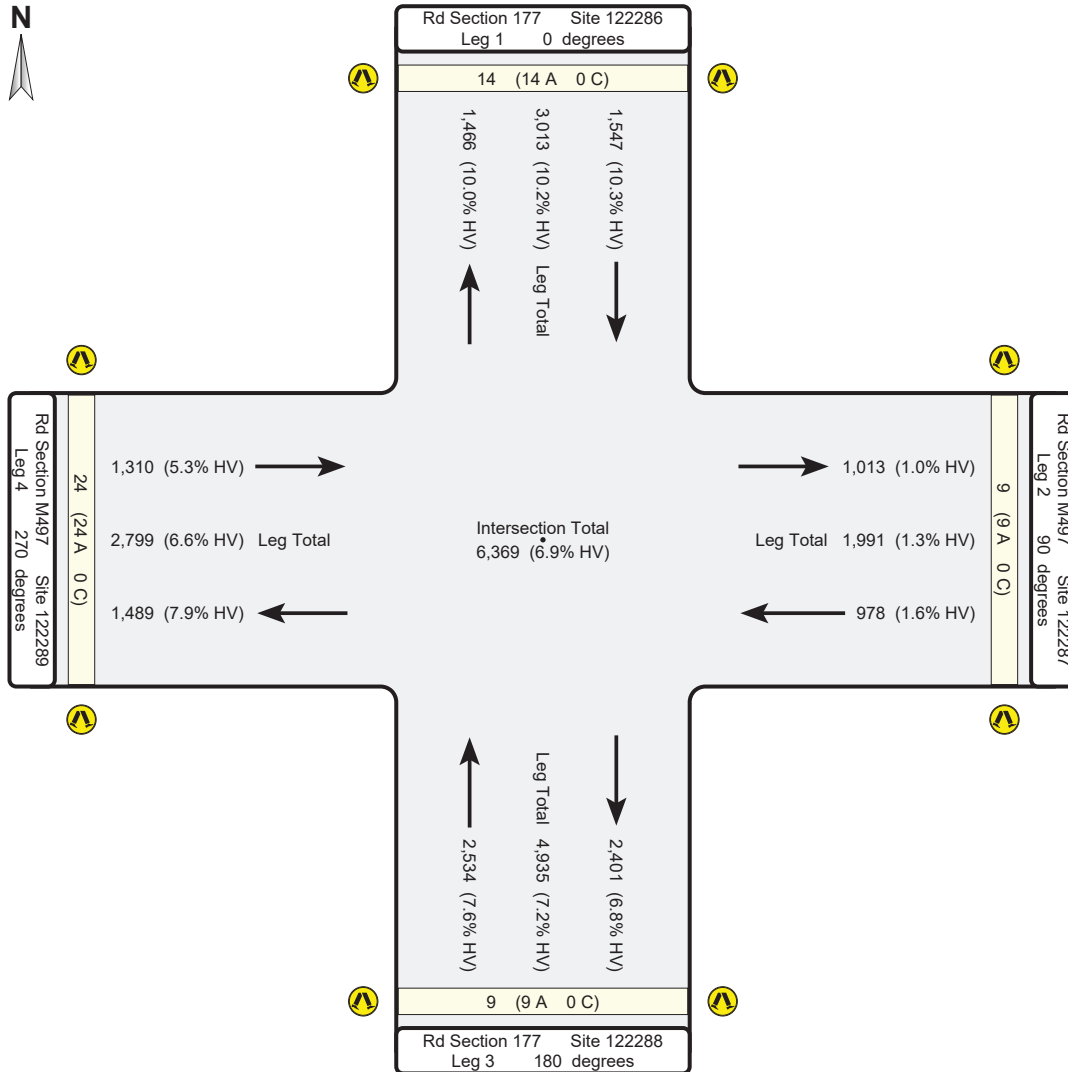 N
Rd Section 177 Site 122286
Leg 1 0 degrees
14 (14 A 0 C)
1,466 (10.0% HV)
3,013 (10.2% HV) Leg Total
1,547 (10.3% HV)
Rd Section M497 Site 122289
Leg 4 270 degrees
24 (24 A 0 C)
1,310 (5.3% HV)
2,799 (6.6% HV) Leg Total
1,489 (7.9% HV)
Intersection Total
6,369 (6.9% HV)
1,013 (1.0% HV)
Leg Total 1,991 (1.3% HV)
978 (1.6% HV)
9 (9 A 0 C)
Rd Section M497 Site 122287
Leg 2 90 degrees
2,534 (7.6% HV)
Leg Total 4,935 (7.2% HV)
2,401 (6.8% HV)
9 (9 A 0 C)
Rd Section 177 Site 122288
Leg 3 180 degrees